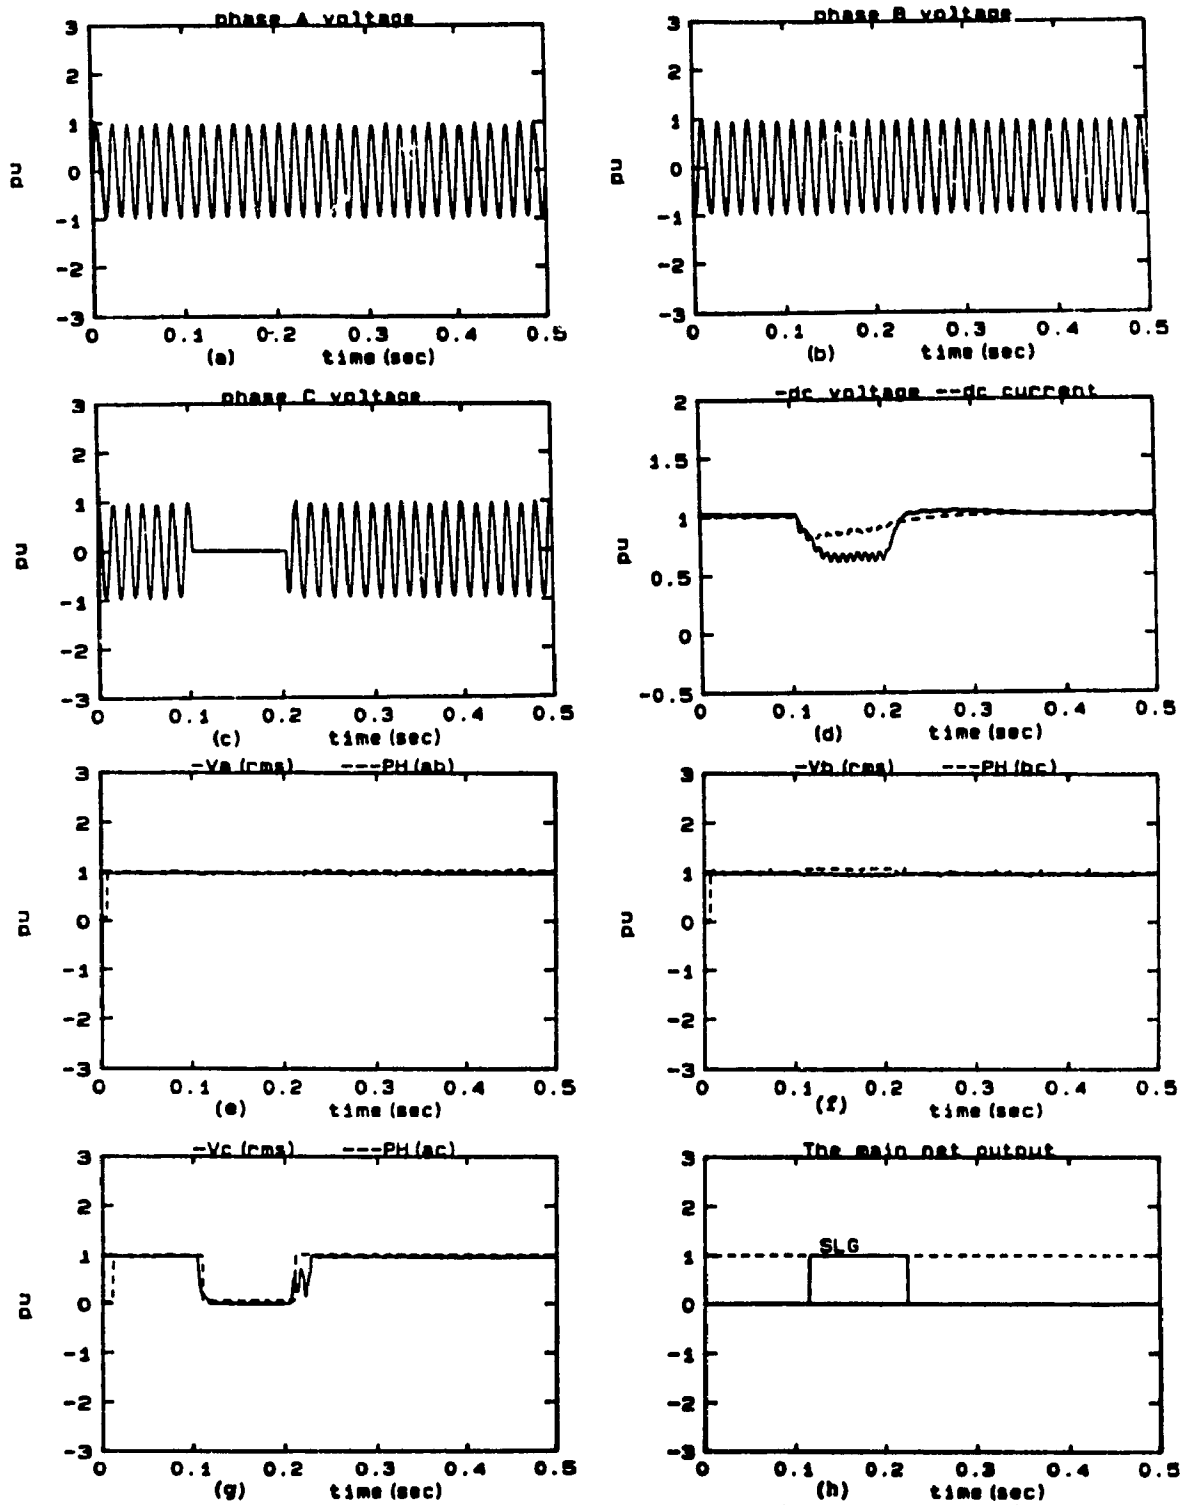 phase A voltage
3
2
1
0
-1
-2
-3
pu
0 0.1 0.2 0.3 0.4 0.5
(a) time(sec)
phase B voltage
3
2
1
0
-1
-2
-3
pu
0 0.1 0.2 0.3 0.4 0.5
(b) time(sec)
phase C voltage
3
2
1
0
-1
-2
-3
pu
0 0.1 0.2 0.3 0.4 0.5
(c) time(sec)
-dc voltage --dc current
2
1.5
1
0.5
0
-0.5
pu
0 0.1 0.2 0.3 0.4 0.5
(d) time(sec)
-Va(rms) ---PH(ab)
3
2
1
0
-1
-2
-3
pu
0 0.1 0.2 0.3 0.4 0.5
(e) time(sec)
-Vb(rms) ---PH(bc)
3
2
1
0
-1
-2
-3
pu
0 0.1 0.2 0.3 0.4 0.5
(f) time(sec)
-Vc(rms) ---PH(ac)
3
2
1
0
-1
-2
-3
pu
0 0.1 0.2 0.3 0.4 0.5
(g) time(sec)
The main net output
3
2
1
0
-1
-2
-3
SLG
0 0.1 0.2 0.3 0.4 0.5
(h) time(sec)